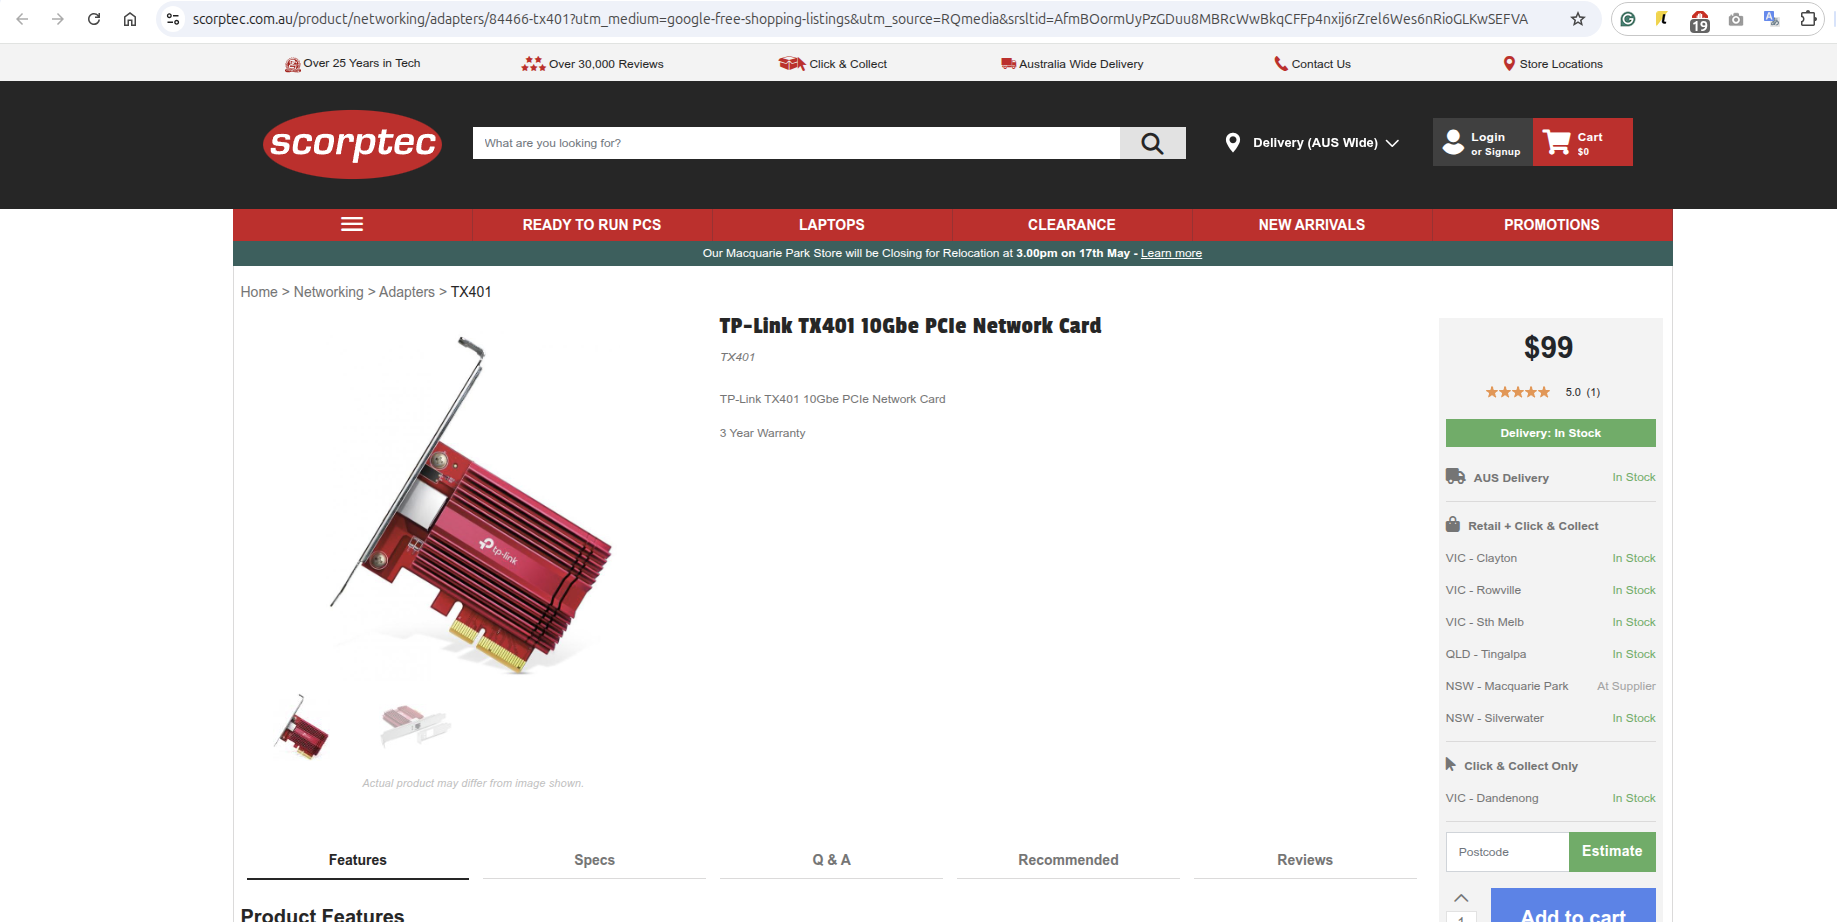 scorptec.com.au/product/networking/adapters/84466-tx401?utm_medium=google-free-shopping-listings&utm_source=RQmedia&srsltid=AfmBOormUyPzGDuu8MBRcWwBkqCFFp4nxij6rZrel6Wes6nRioGLKwSEFVA
19
Over 25 Years in Tech
Over 30,000 Reviews
Click & Collect
Australia Wide Delivery
Contact Us
Store Locations
scorptec
What are you looking for?
Delivery (AUS Wide)
Login
or Signup
Cart
$0
READY TO RUN PCS
LAPTOPS
CLEARANCE
NEW ARRIVALS
PROMOTIONS
Our Macquarie Park Store will be Closing for Relocation at 3.00pm on 17th May - Learn more
Home > Networking > Adapters > TX401
TP-Link TX401 10Gbe PCIe Network Card
TX401
TP-Link TX401 10Gbe PCIe Network Card
3 Year Warranty
tp-link
Actual product may differ from image shown.
$99
5.0 (1)
Delivery: In Stock
AUS Delivery In Stock
Retail + Click & Collect
VIC - Clayton In Stock
VIC - Rowville In Stock
VIC - Sth Melb In Stock
QLD - Tingalpa In Stock
NSW - Macquarie Park At Supplier
NSW - Silverwater In Stock
Click & Collect Only
VIC - Dandenong In Stock
Postcode
Estimate
1
Add to cart
Features
Specs
Q & A
Recommended
Reviews
Product Features